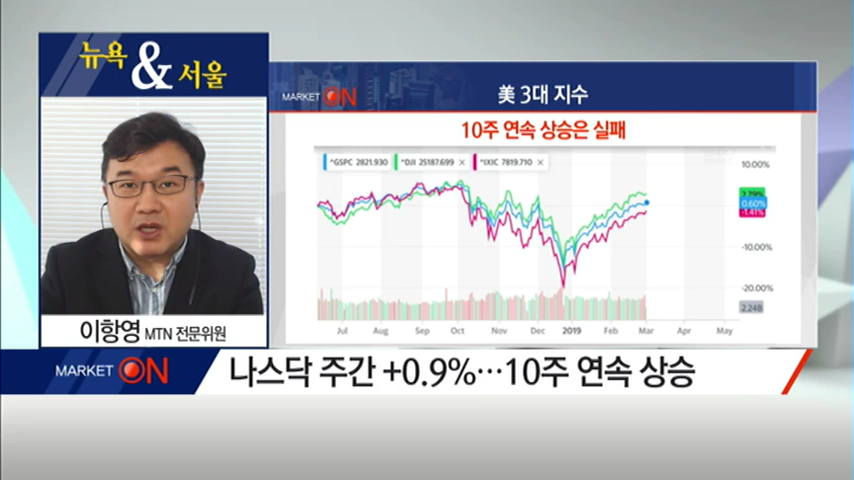 뉴욕 & 서울
MARKET ON
美 3대 지수
10주 연속 상승은 실패
^GSPC 2821.930
^DJI 25187.699 ×
^IXIC 7819.710 ×
10.00%
2.79%
0.60%
-1.41%
-10.00%
-20.00%
2.24B
Jul Aug Sep Oct Nov Dec 2019 Feb Mar Apr May
이항영 MTN 전문위원
MARKET ON
나스닥 주간 +0.9%…10주 연속 상승